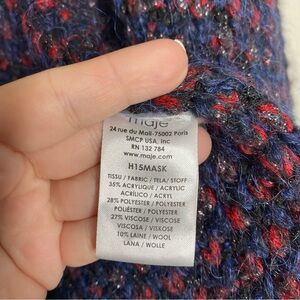 maje
24 rue du Mail-75002 Paris
SMCP USA, Inc
RN 132 784
www.maje.com
H15MASK
TISSU / FABRIC / TELA / STOFF
35% ACRYLIQUE / ACRYLIC
ACRÍLICO / ACRYL
28% POLYESTER / POLYESTER
POLIÉSTER / POLYESTER
27% VISCOSE / VISCOSE
VISCOSA / VISKOSE
10% LAINE / WOOL
LANA / WOLLE